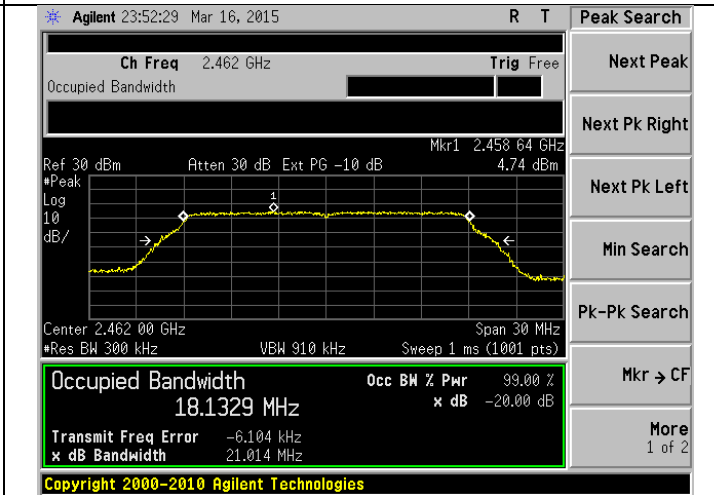 Agilent 23:52:29 Mar 16, 2015 R T Peak Search
Ch Freq 2.462 GHz Trig Free
Occupied Bandwidth
Next Peak
Next Pk Right
Mkr1 2.458 64 GHz
Ref 30 dBm Atten 30 dB Ext PG -10 dB 4.74 dBm
#Peak
Log
10
dB/
1
Next Pk Left
Min Search
Pk-Pk Search
Center 2.462 00 GHz Span 30 MHz
#Res BW 300 kHz VBW 910 kHz Sweep 1 ms (1001 pts)
Occupied Bandwidth Occ BW % Pwr 99.00 %
18.1329 MHz x dB -20.00 dB
Transmit Freq Error -6.104 kHz
x dB Bandwidth 21.014 MHz
Mkr → CF
More
1 of 2
Copyright 2000-2010 Agilent Technologies